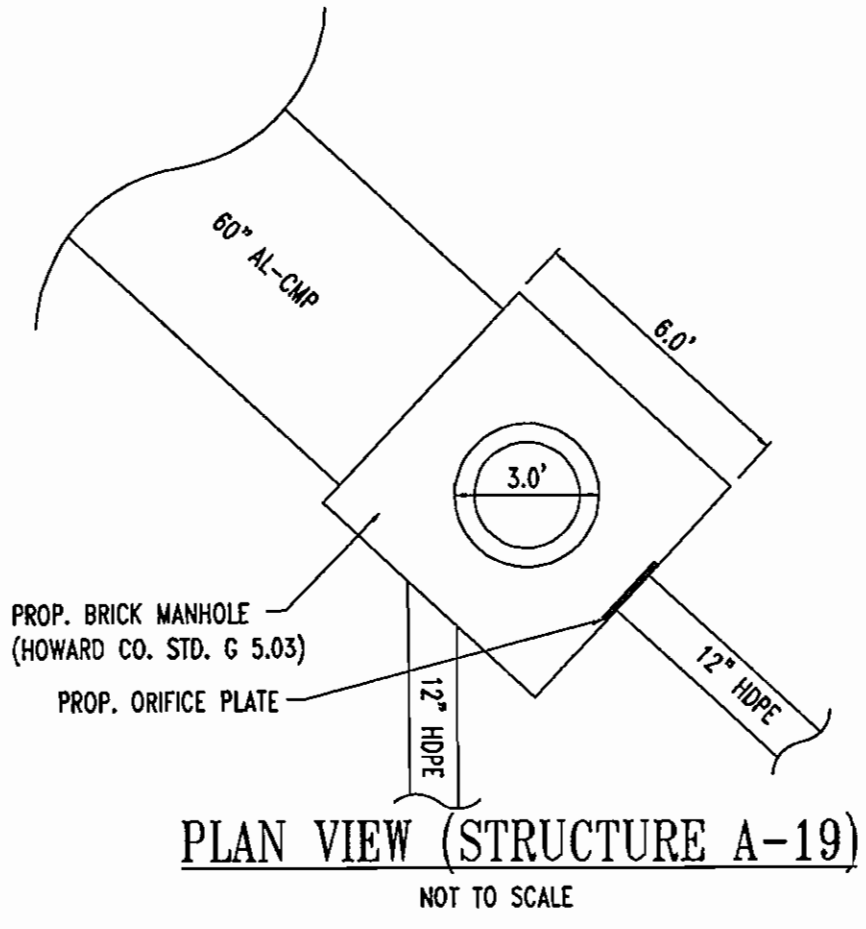 60" AL-CMP
6.0'
3.0'
PROP. BRICK MANHOLE
(HOWARD CO. STD. G 5.03)
PROP. ORIFICE PLATE
12" HDPE
12" HDPE
PLAN VIEW (STRUCTURE A-19)
NOT TO SCALE